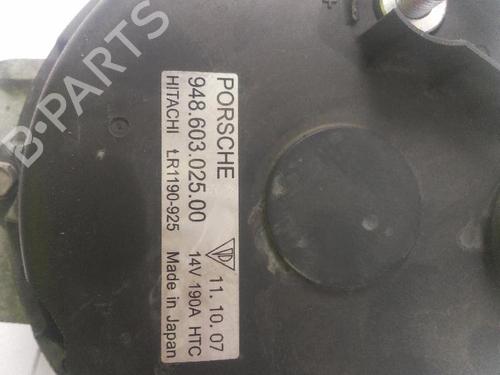 PORSCHE
948.603.025.00
HITACHI LR1190-925
11. 10. 07
14V 190A HTC
Made in Japan
B-PARTS
+